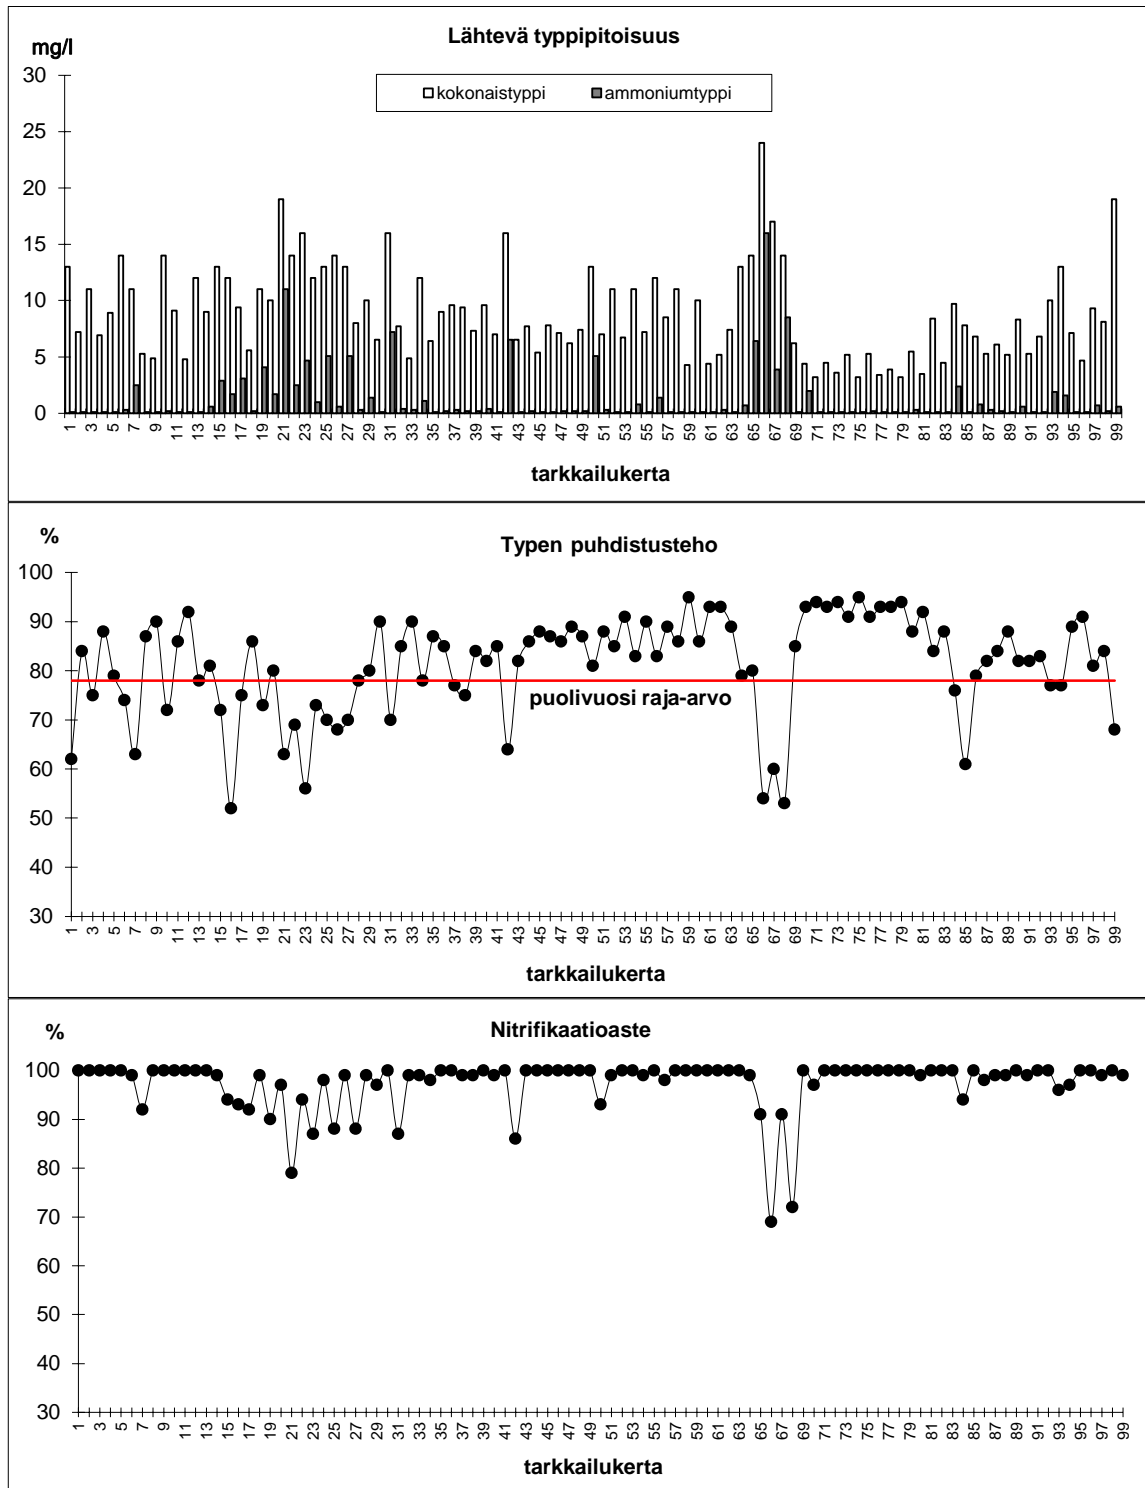 Lähtevä typpipitoisuus
mg/l
kokonaistyppi ammoniumtyppi
30
25
20
15
10
5
0
1 3 5 7 9 11 13 15 17 19 21 23 25 27 29 31 33 35 37 39 41 43 45 47 49 51 53 55 57 59 61 63 65 67 69 71 73 75 77 79 81 83 85 87 89 91 93 95 97 99
tarkkailukerta
%
Typen puhdistusteho
100
90
80
70
60
50
40
30
puolivuosi raja-arvo
1 3 5 7 9 11 13 15 17 19 21 23 25 27 29 31 33 35 37 39 41 43 45 47 49 51 53 55 57 59 61 63 65 67 69 71 73 75 77 79 81 83 85 87 89 91 93 95 97 99
tarkkailukerta
%
Nitrifikaatioaste
100
90
80
70
60
50
40
30
1 3 5 7 9 11 13 15 17 19 21 23 25 27 29 31 33 35 37 39 41 43 45 47 49 51 53 55 57 59 61 63 65 67 69 71 73 75 77 79 81 83 85 87 89 91 93 95 97 99
tarkkailukerta